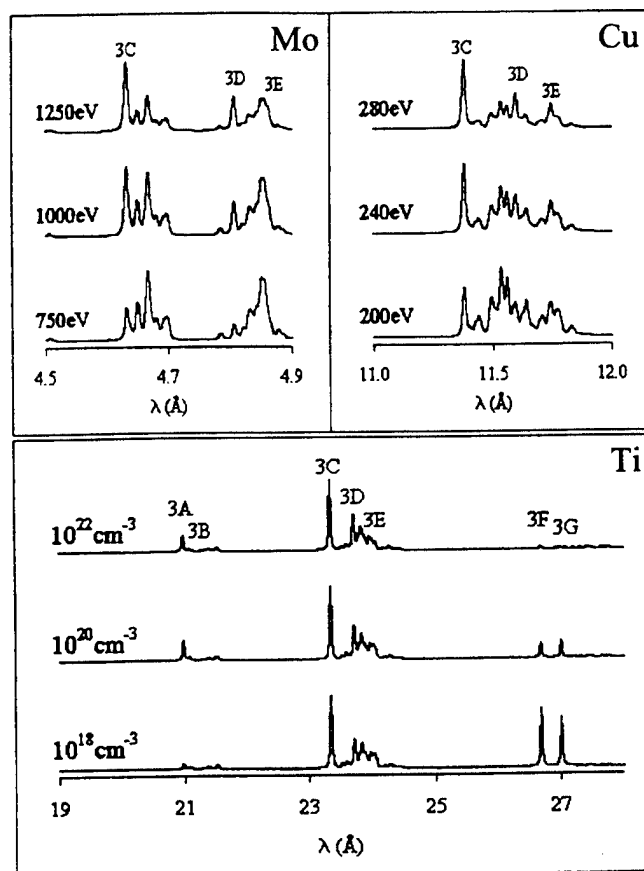 Mo
3C
3D
3E
1250eV
1000eV
750eV
4.5 4.7 4.9
λ (Å)
Cu
3C
3D
3E
280eV
240eV
200eV
11.0 11.5 12.0
λ (Å)
Ti
3C
3D
3E
3A
3B
3F
3G
10²²cm⁻³
10²⁰cm⁻³
10¹⁸cm⁻³
19 21 23 25 27
λ (Å)